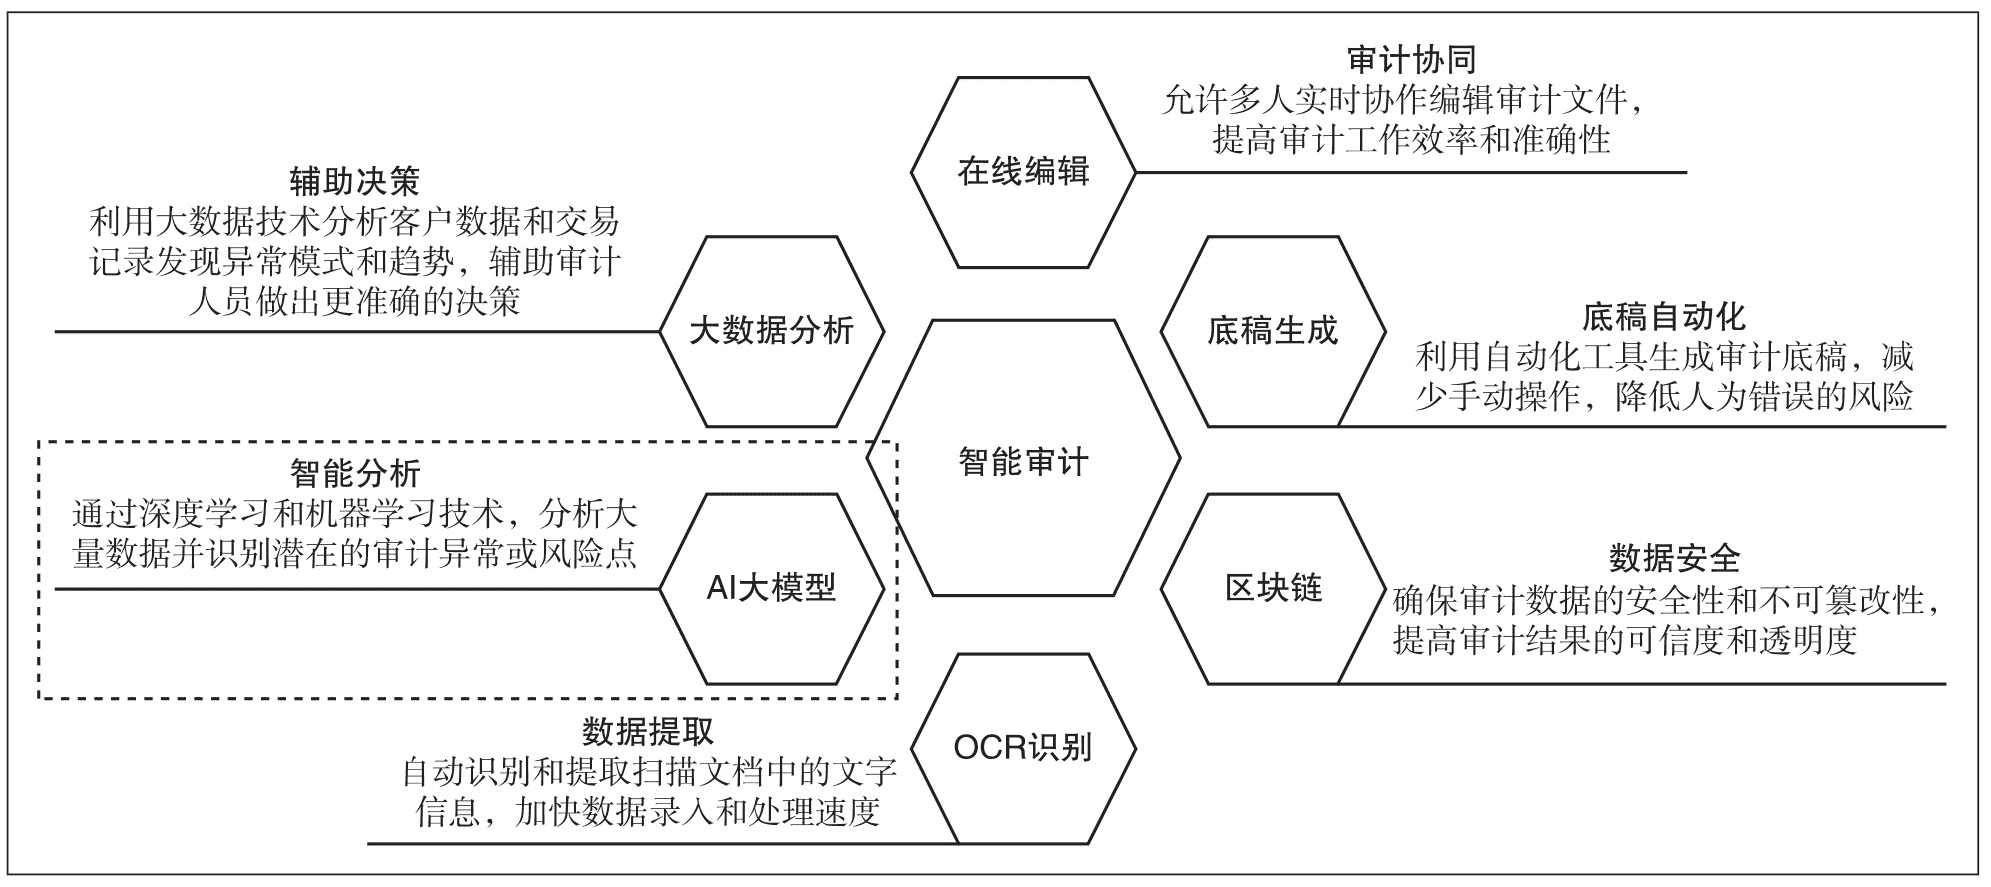 审计协同
允许多人实时协作编辑审计文件，
提高审计工作效率和准确性
在线编辑
辅助决策
利用大数据技术分析客户数据和交易
记录发现异常模式和趋势，辅助审计
人员做出更准确的决策
大数据分析
底稿生成
底稿自动化
利用自动化工具生成审计底稿，减
少手动操作，降低人为错误的风险
智能审计
智能分析
通过深度学习和机器学习技术，分析大
量数据并识别潜在的审计异常或风险点
AI大模型
区块链
数据安全
确保审计数据的安全性和不可篡改性，
提高审计结果的可信度和透明度
数据提取
自动识别和提取扫描文档中的文字
信息，加快数据录入和处理速度
OCR识别